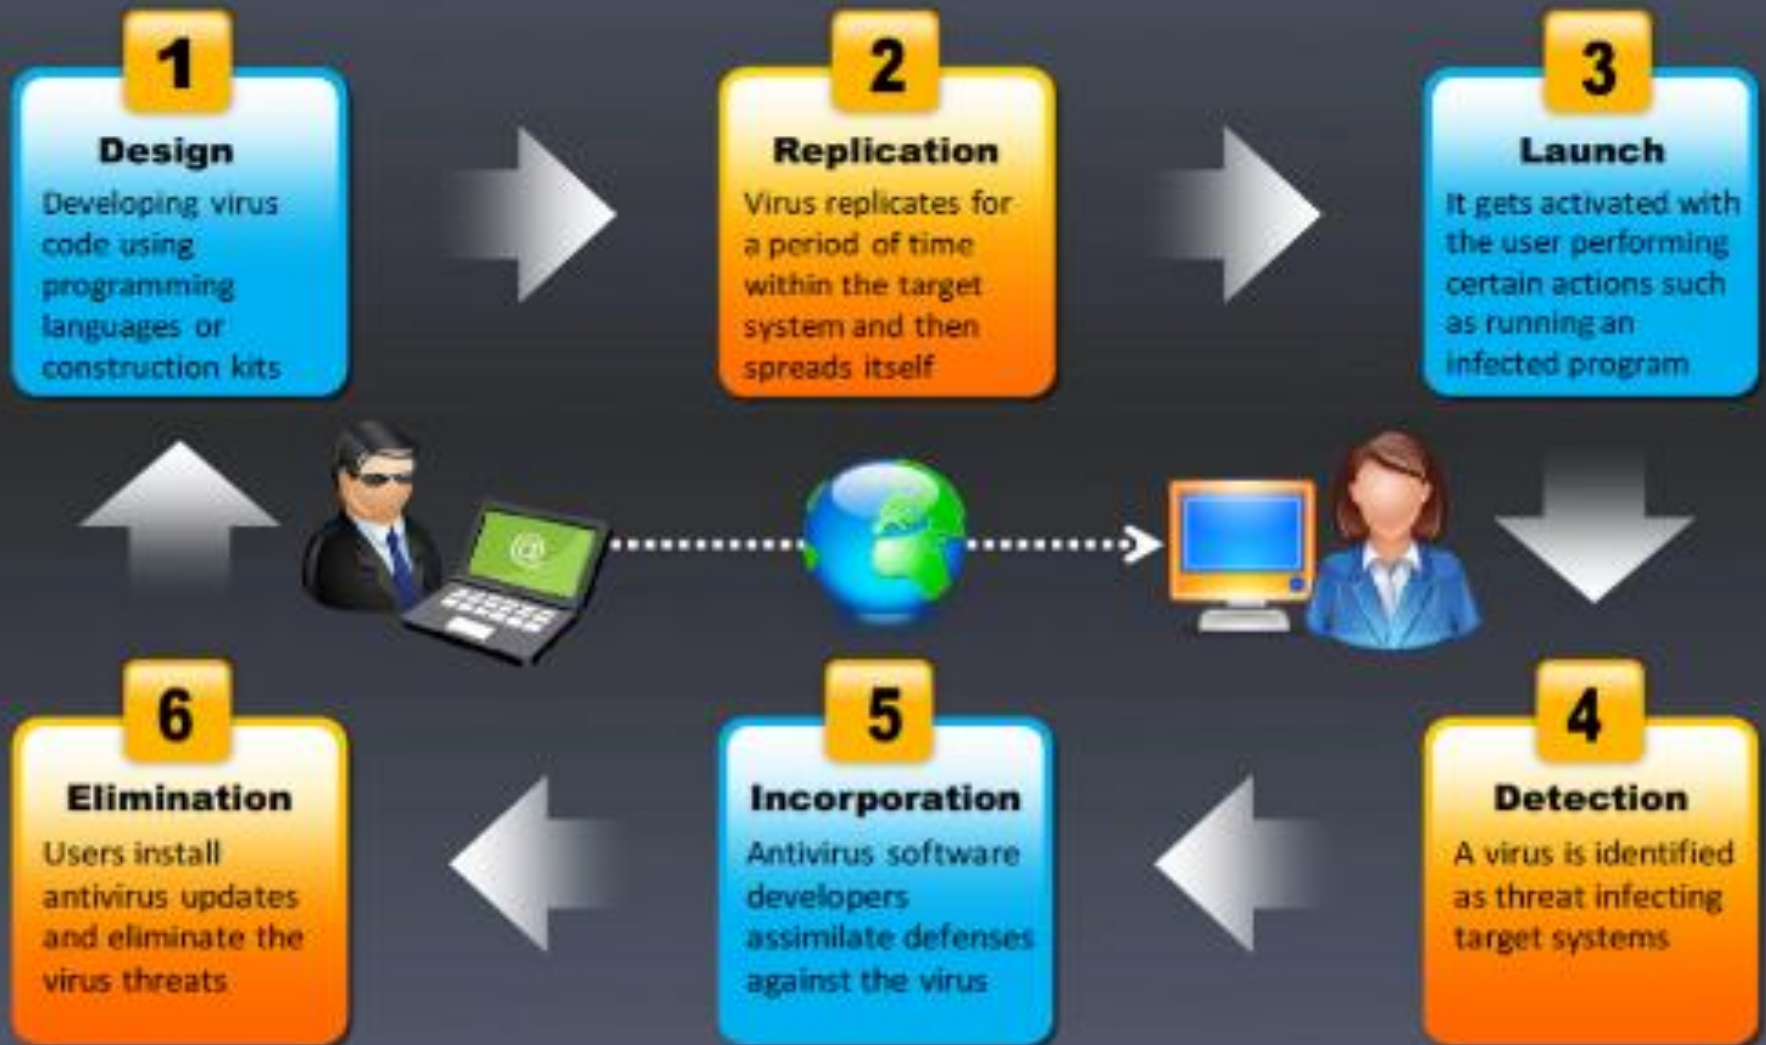 1
Design
Developing virus
code using
programming
languages or
construction kits
2
Replication
Virus replicates for
a period of time
within the target
system and then
spreads itself
3
Launch
It gets activated with
the user performing
certain actions such
as running an
infected program
@
4
Detection
A virus is identified
as threat infecting
target systems
5
Incorporation
Antivirus software
developers
assimilate defenses
against the virus
6
Elimination
Users install
antivirus updates
and eliminate the
virus threats